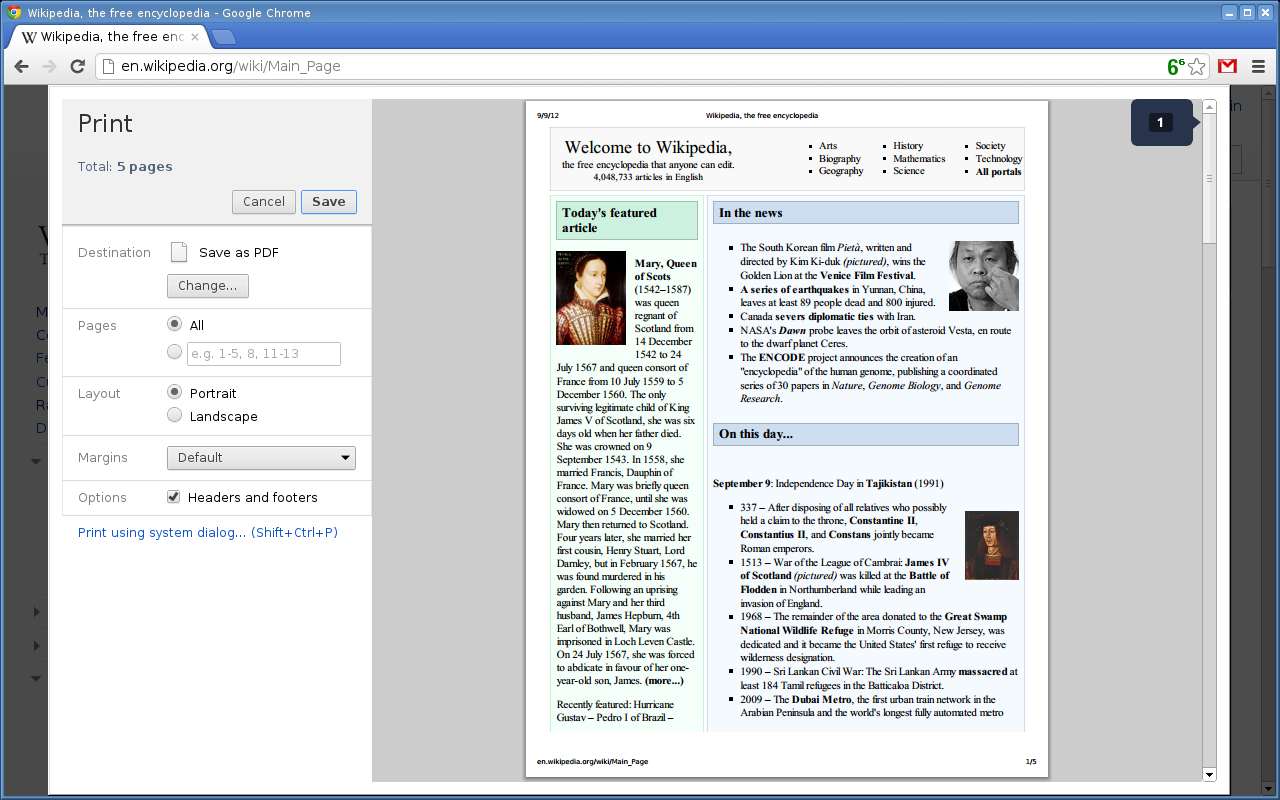 Wikipedia, the free encyclopedia - Google Chrome
Wikipedia, the free enc
en.wikipedia.org/wiki/Main_Page
6⁶
Print
Total: 5 pages
Cancel
Save
Destination
Save as PDF
Change...
Pages
All
e.g. 1-5, 8, 11-13
Layout
Portrait
Landscape
Margins
Default
Options
Headers and footers
Print using system dialog... (Shift+Ctrl+P)
9/9/12
Wikipedia, the free encyclopedia
Welcome to Wikipedia,
the free encyclopedia that anyone can edit.
4,048,733 articles in English
Arts
Biography
Geography
History
Mathematics
Science
Society
Technology
All portals
Today's featured
article
Mary, Queen
of Scots
(1542–1587)
was queen
regnant of
Scotland from
14 December
1542 to 24
July 1567 and queen consort of
France from 10 July 1559 to 5
December 1560. The only
surviving legitimate child of King
James V of Scotland, she was six
days old when her father died.
She was crowned on 9
September 1543. In 1558, she
married Francis, Dauphin of
France. Mary was briefly queen
consort of France, until she was
widowed on 5 December 1560.
Mary then returned to Scotland.
Four years later, she married her
first cousin, Henry Stuart, Lord
Darnley, but in February 1567, he
was found murdered in his
garden. Following an uprising
against Mary and her third
husband, James Hepburn, 4th
Earl of Bothwell, Mary was
imprisoned in Loch Leven Castle.
On 24 July 1567, she was forced
to abdicate in favour of her one-
year-old son, James. (more...)
Recently featured: Hurricane
Gustav – Pedro I of Brazil –
In the news
The South Korean film Pietà, written and
directed by Kim Ki-duk (pictured), wins the
Golden Lion at the Venice Film Festival.
A series of earthquakes in Yunnan, China,
leaves at least 89 people dead and 800 injured.
Canada severs diplomatic ties with Iran.
NASA's Dawn probe leaves the orbit of asteroid Vesta, en route
to the dwarf planet Ceres.
The ENCODE project announces the creation of an
"encyclopedia" of the human genome, publishing a coordinated
series of 30 papers in Nature, Genome Biology, and Genome
Research.
On this day...
September 9: Independence Day in Tajikistan (1991)
337 – After disposing of all relatives who possibly
held a claim to the throne, Constantine II,
Constantius II, and Constans jointly became
Roman emperors.
1513 – War of the League of Cambrai: James IV
of Scotland (pictured) was killed at the Battle of
Flodden in Northumberland while leading an
invasion of England.
1968 – The remainder of the area donated to the Great Swamp
National Wildlife Refuge in Morris County, New Jersey, was
dedicated and it became the United States' first refuge to receive
wilderness designation.
1990 – Sri Lankan Civil War: The Sri Lankan Army massacred at
least 184 Tamil refugees in the Batticaloa District.
2009 – The Dubai Metro, the first urban train network in the
Arabian Peninsula and the world's longest fully automated metro
en.wikipedia.org/wiki/Main_Page
1/5
1